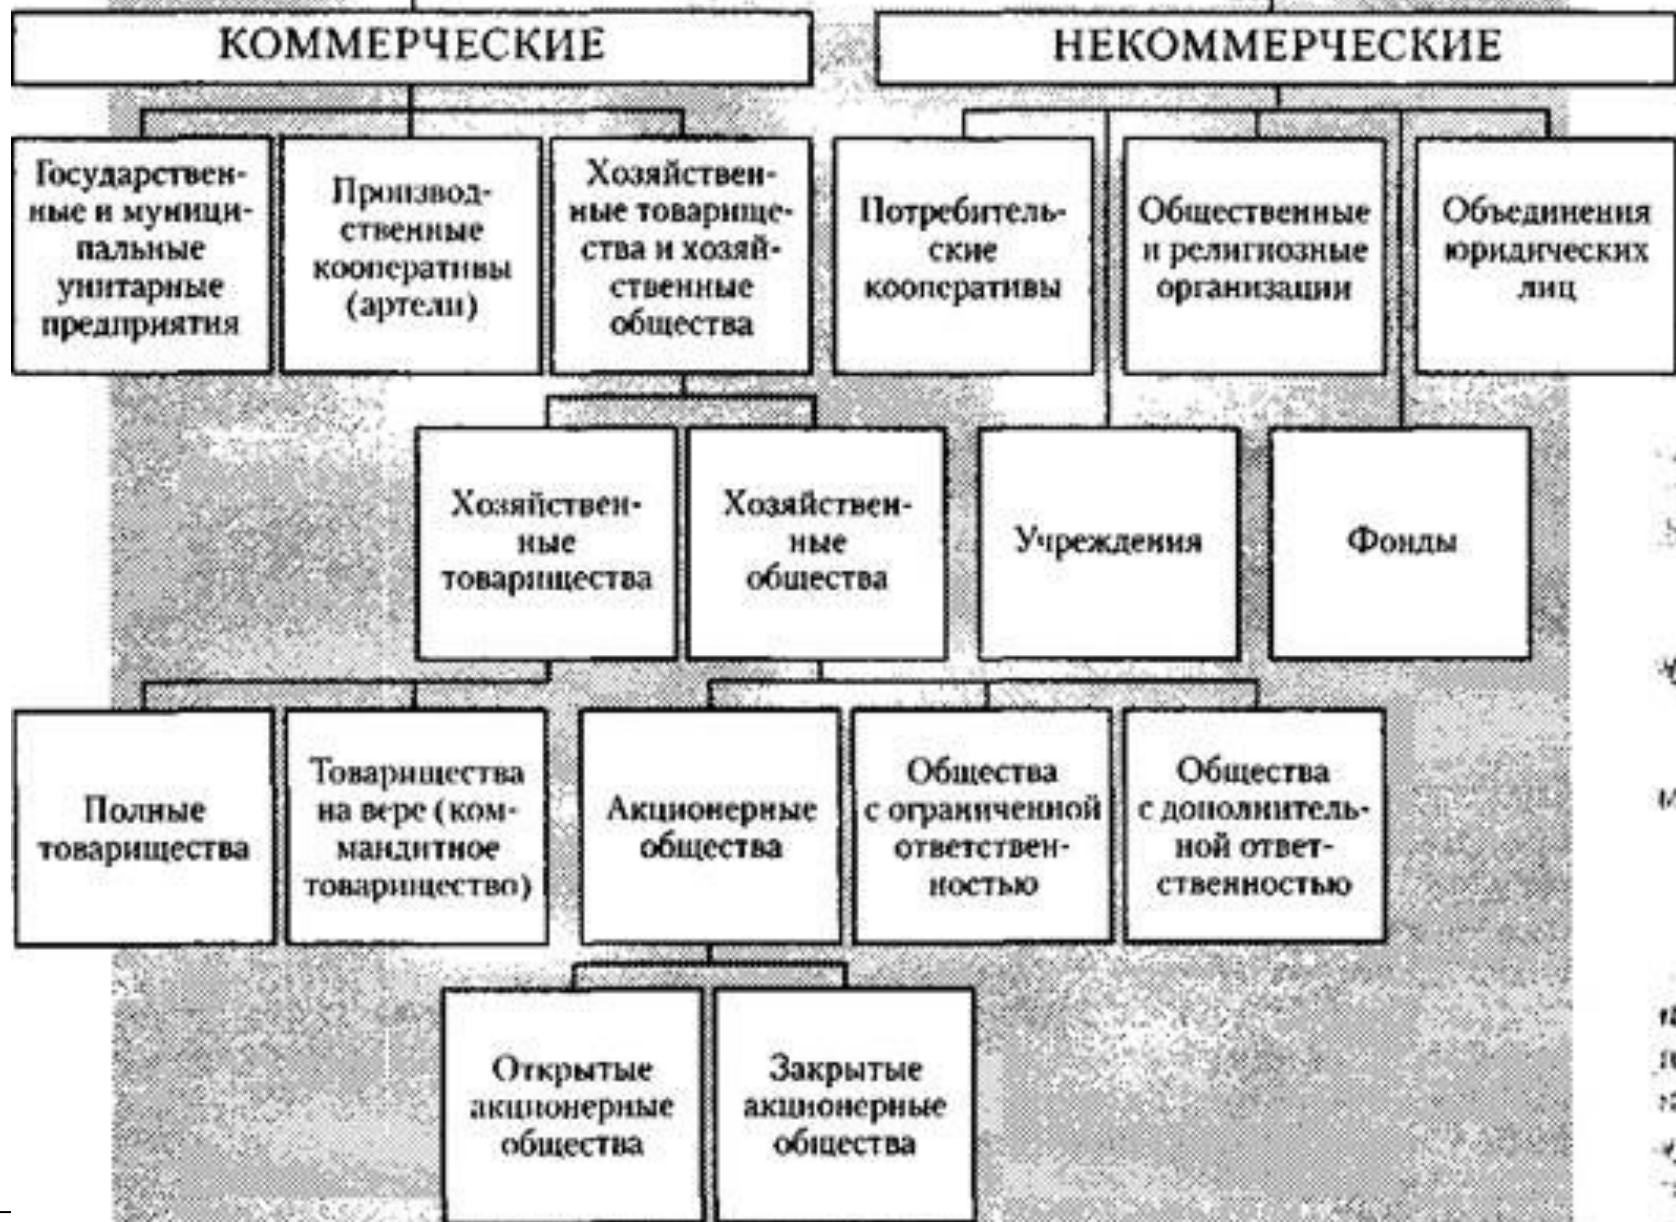 КОММЕРЧЕСКИЕ
НЕКОММЕРЧЕСКИЕ
Государствен-
ные и муници-
пальные
унитарные
предприятия
Производ-
ственные
кооперативы
(артели)
Хозяйствен-
ные товарище-
ства и хозяй-
ственные
общества
Потребитель-
ские
кооперативы
Общественные
и религиозные
организации
Объединения
юридических
лиц
Хозяйствен-
ные
товарищества
Хозяйствен-
ные
общества
Учреждения
Фонды
Полные
товарищества
Товарищества
на вере (ком-
мандитное
товарищество)
Акционерные
общества
Общества
с ограниченной
ответствен-
ностью
Общества
с дополнитель-
ной ответ-
ственностью
Открытые
акционерные
общества
Закрытые
акционерные
общества